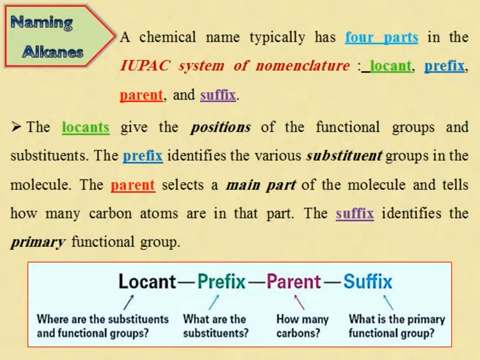 Naming
Alkanes
A chemical name typically has four parts in the
IUPAC system of nomenclature : locant, prefix,
parent, and suffix.
➤ The locants give the positions of the functional groups and
substituents. The prefix identifies the various substituent groups in the
molecule. The parent selects a main part of the molecule and tells
how many carbon atoms are in that part. The suffix identifies the
primary functional group.
Locant—Prefix—Parent—Suffix
Where are the substituents
and functional groups?
What are the
substituents?
How many
carbons?
What is the primary
functional group?